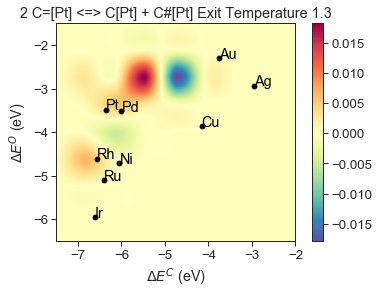 2 C=[Pt] <=> C[Pt] + C#[Pt] Exit Temperature 1.3
−2
−3
−4
−5
−6
ΔE^O (eV)
Au
Ag
Pt
Pd
Cu
Rh
Ni
Ru
Ir
−7
−6
−5
−4
−3
−2
ΔE^C (eV)
0.015
0.010
0.005
0.000
−0.005
−0.010
−0.015